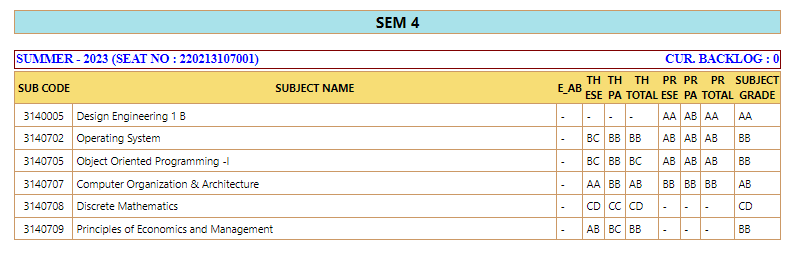 SEM 4
SUMMER - 2023 (SEAT NO : 220213107001) CUR. BACKLOG : 0
SUB CODE SUBJECT NAME E_AB TH ESE TH PA TH TOTAL PR ESE PR PA PR TOTAL SUBJECT GRADE
3140005 Design Engineering 1 B - - - - AA AB AA AA
3140702 Operating System - BC BB BB AB AB AB BB
3140705 Object Oriented Programming -I - BC BB BC AB AB AB BB
3140707 Computer Organization & Architecture - AA BB AB BB BB BB AB
3140708 Discrete Mathematics - CD CC CD - - - CD
3140709 Principles of Economics and Management - AB BC BB - - - BB